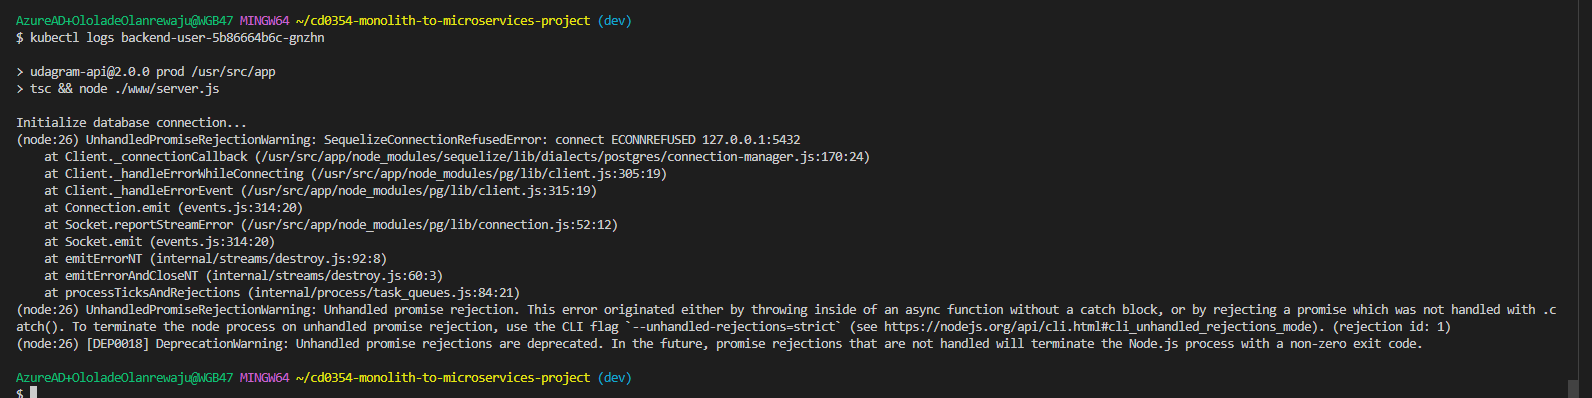 AzureAD+OloladeOlanrewaju@WGB47 MINGW64 ~/cd0354-monolith-to-microservices-project (dev)
$ kubectl logs backend-user-5b86664b6c-gnzhn
> udagram-api@2.0.0 prod /usr/src/app
> tsc && node ./www/server.js
Initialize database connection...
(node:26) UnhandledPromiseRejectionWarning: SequelizeConnectionRefusedError: connect ECONNREFUSED 127.0.0.1:5432
    at Client._connectionCallback (/usr/src/app/node_modules/sequelize/lib/dialects/postgres/connection-manager.js:170:24)
    at Client._handleErrorWhileConnecting (/usr/src/app/node_modules/pg/lib/client.js:305:19)
    at Client._handleErrorEvent (/usr/src/app/node_modules/pg/lib/client.js:315:19)
    at Connection.emit (events.js:314:20)
    at Socket.reportStreamError (/usr/src/app/node_modules/pg/lib/connection.js:52:12)
    at Socket.emit (events.js:314:20)
    at emitErrorNT (internal/streams/destroy.js:92:8)
    at emitErrorAndCloseNT (internal/streams/destroy.js:60:3)
    at processTicksAndRejections (internal/process/task_queues.js:84:21)
(node:26) UnhandledPromiseRejectionWarning: Unhandled promise rejection. This error originated either by throwing inside of an async function without a catch block, or by rejecting a promise which was not handled with .c
atch(). To terminate the node process on unhandled promise rejection, use the CLI flag `--unhandled-rejections=strict` (see https://nodejs.org/api/cli.html#cli_unhandled_rejections_mode). (rejection id: 1)
(node:26) [DEP0018] DeprecationWarning: Unhandled promise rejections are deprecated. In the future, promise rejections that are not handled will terminate the Node.js process with a non-zero exit code.
AzureAD+OloladeOlanrewaju@WGB47 MINGW64 ~/cd0354-monolith-to-microservices-project (dev)
$